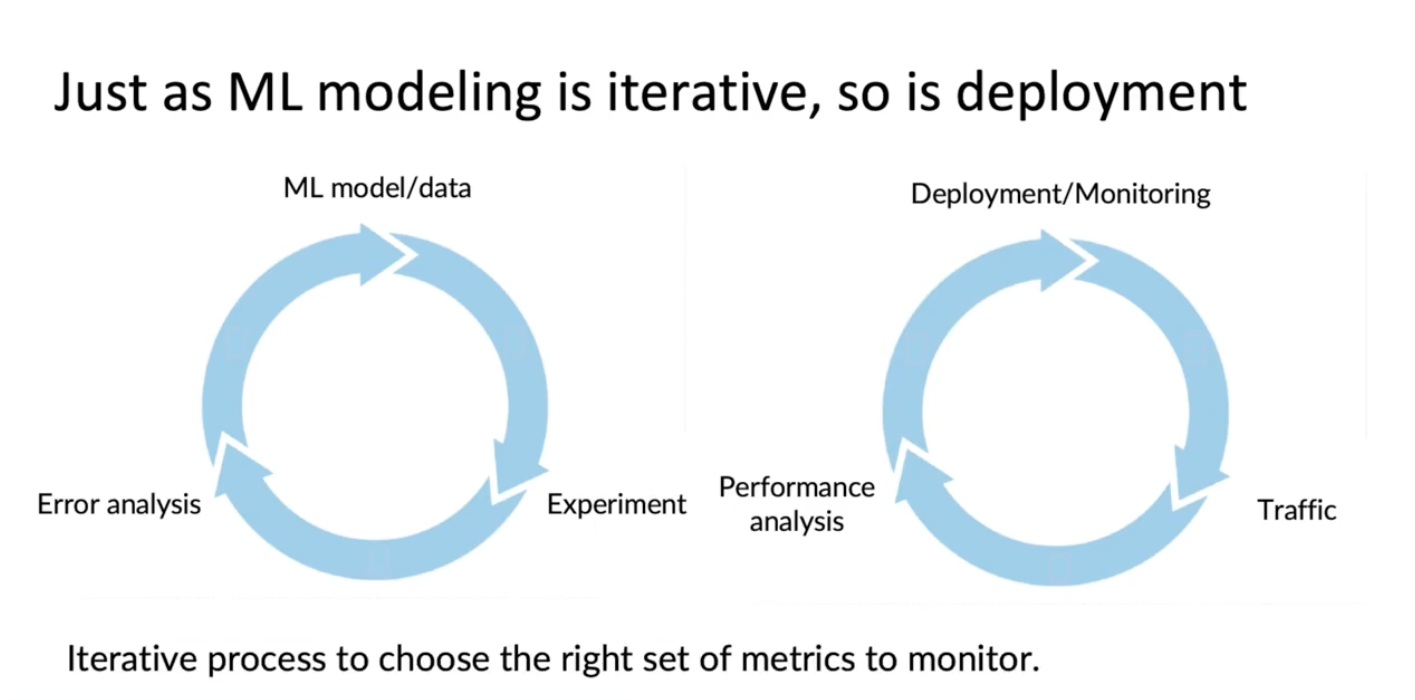 Just as ML modeling is iterative, so is deployment
ML model/data
Error analysis
Experiment
Deployment/Monitoring
Performance
analysis
Traffic
Iterative process to choose the right set of metrics to monitor.